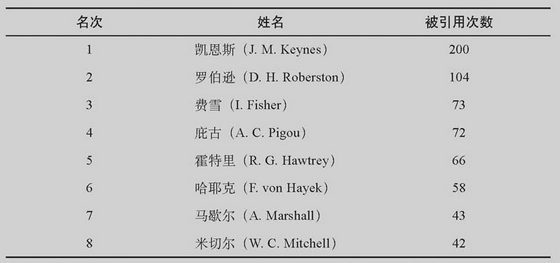 名次 姓名 被引用次数
1 凯恩斯（J. M. Keynes） 200
2 罗伯逊（D. H. Roberston） 104
3 费雪（I. Fisher） 73
4 庇古（A. C. Pigou） 72
5 霍特里（R. G. Hawtrey） 66
6 哈耶克（F. von Hayek） 58
7 马歇尔（A. Marshall） 43
8 米切尔（W. C. Mitchell） 42